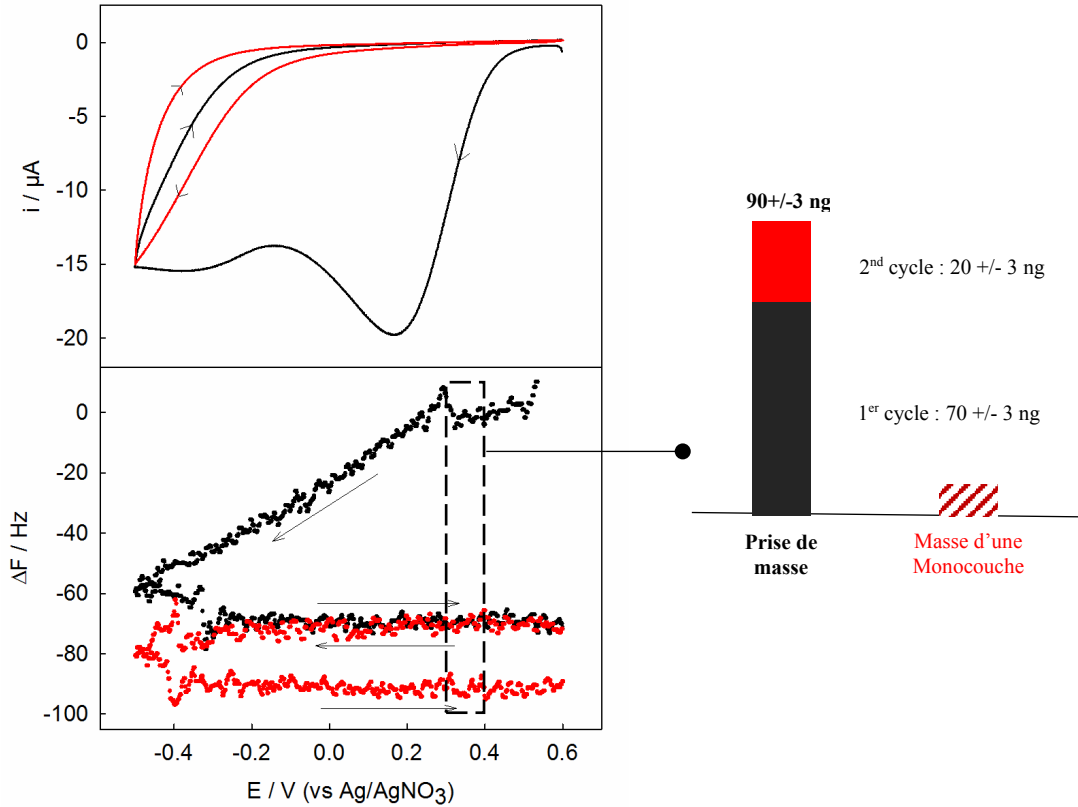 0
-5
-10
-15
-20
i / µA
0
-20
-40
-60
-80
-100
ΔF / Hz
-0.4
-0.2
0.0
0.2
0.4
0.6
E / V (vs Ag/AgNO3)
90+/-3 ng
2nd cycle : 20 +/- 3 ng
1er cycle : 70 +/- 3 ng
Prise de
masse
Masse d'une
Monocouche